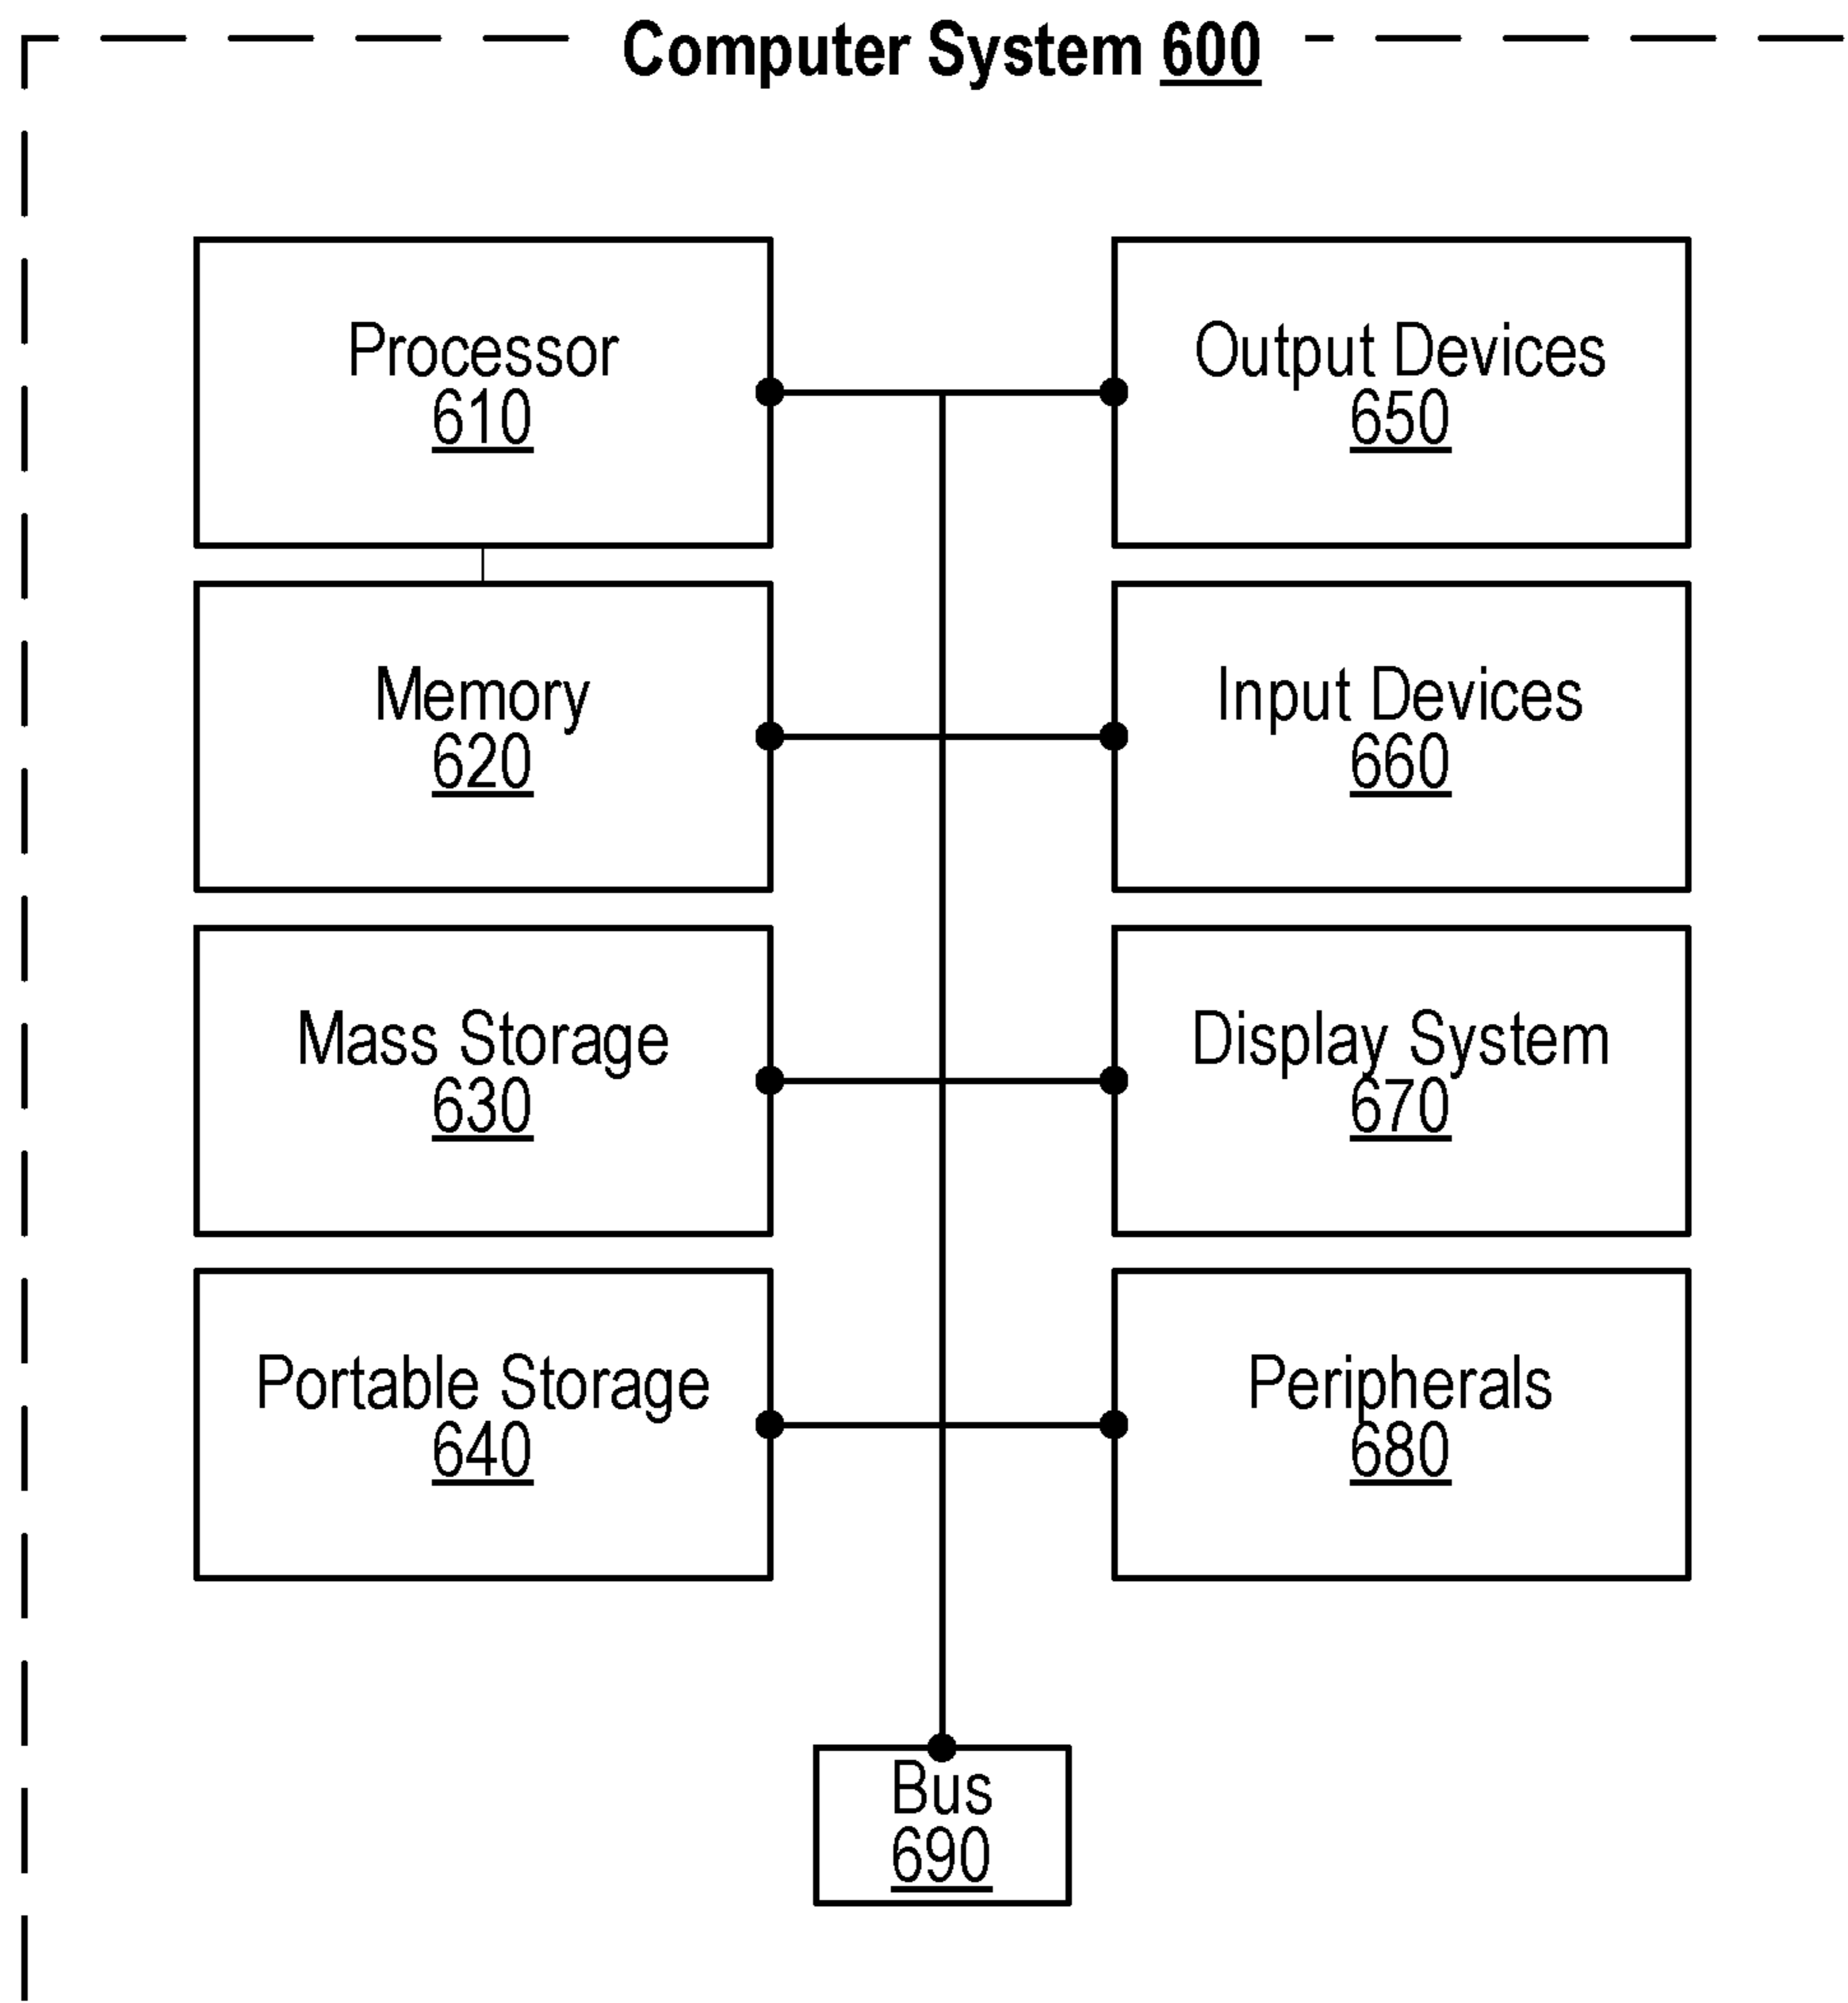 Computer System 600
Processor
610
Output Devices
650
Memory
620
Input Devices
660
Mass Storage
630
Display System
670
Portable Storage
640
Peripherals
680
Bus
690